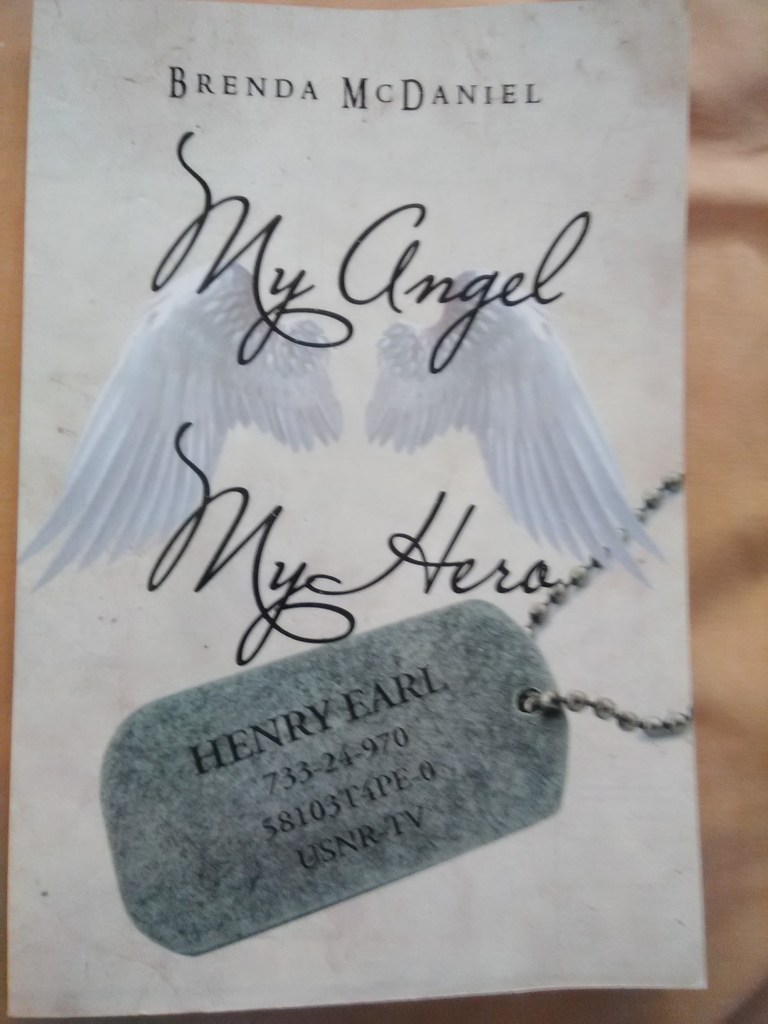 Brenda McDaniel
My Angel
My Hero
HENRY EARL
733-24-970
58103T4PE-0
USNR-TV